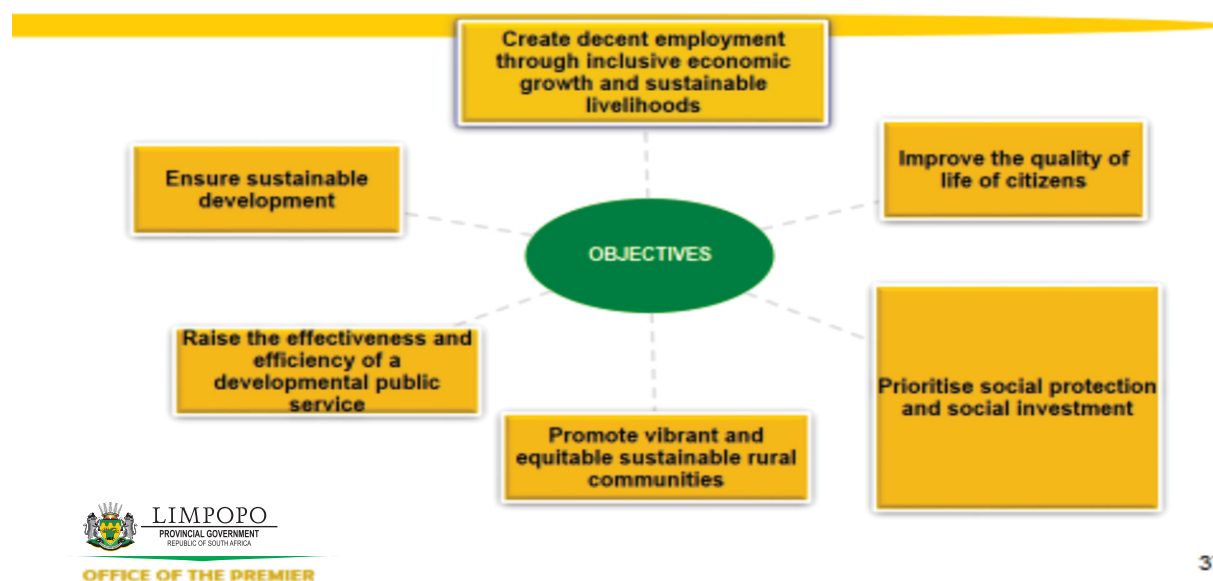 Create decent employment
through inclusive economic
growth and sustainable
livelihoods
Improve the quality of
life of citizens
Ensure sustainable
development
OBJECTIVES
Raise the effectiveness and
efficiency of a
developmental public
service
Prioritise social protection
and social investment
Promote vibrant and
equitable sustainable rural
communities
LIMPOPO
PROVINCIAL GOVERNMENT
REPUBLIC OF SOUTH AFRICA
OFFICE OF THE PREMIER